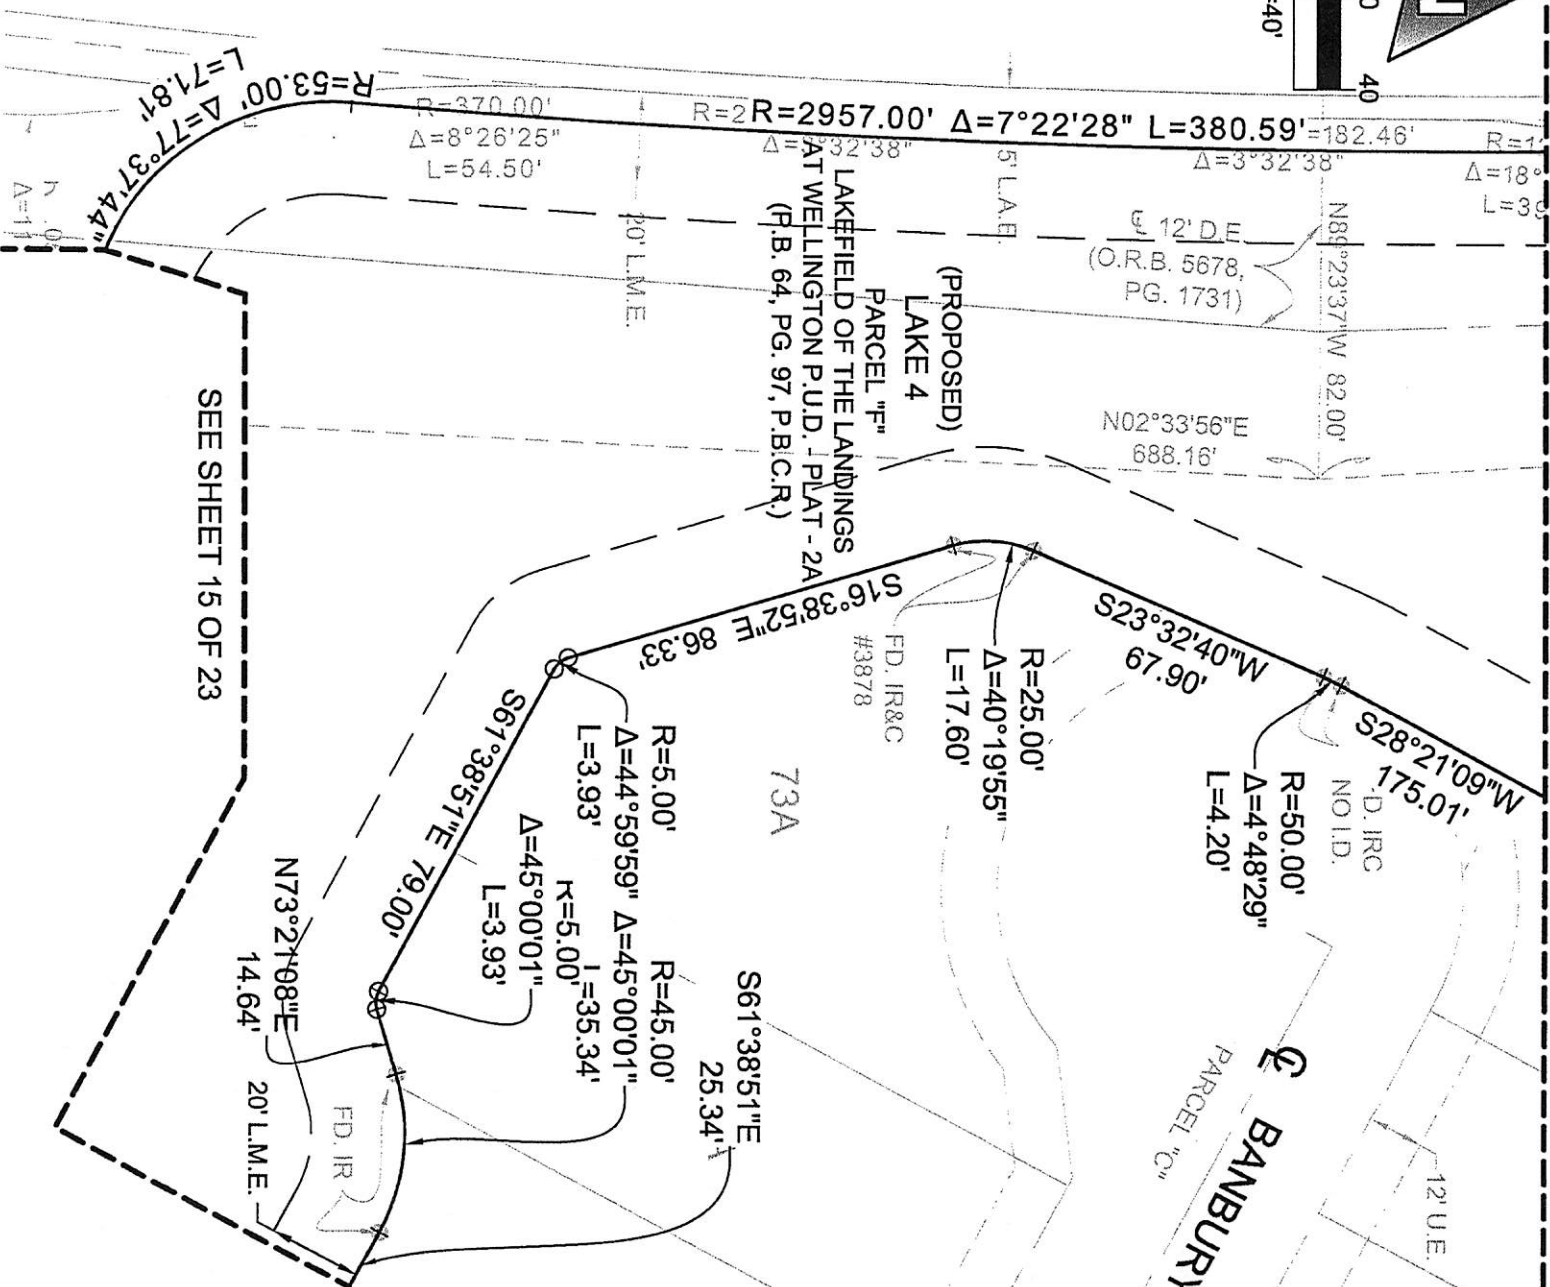 40
=40'
R=53.00' Δ=77°37'44"
L=71.81'
R=370.00'
Δ=8°26'25"
L=54.50'
R=2957.00' Δ=7°22'28" L=380.59'
=182.46'
Δ=3°32'38"
Δ=18°
(PROPOSED)
LAKE 4
PARCEL "F"
LAKEFIELD OF THE LANDINGS
AT WELLINGTON P.U.D. - PLAT - 2A
(P.B. 64, PG. 97, P.B.C.R.)
20' L.M.E.
5' L.A.E.
℄ 12' D.E.
(O.R.B. 5678,
PG. 1731)
N89°23'37"W 82.00'
N02°33'56"E
688.16'
SEE SHEET 15 OF 23
S16°38'52"E 86.33'
FD. IR&C
#3878
S23°32'40"W
67.90'
R=25.00'
Δ=40°19'55"
L=17.60'
S28°21'09"W
175.01'
D. IRC
NO I.D.
R=50.00'
Δ=4°48'29"
L=4.20'
73A
R=5.00'
Δ=44°59'59"
L=3.93'
S61°38'51"E 79.00'
R=5.00'
Δ=45°00'01"
L=3.93'
R=45.00'
Δ=45°00'01"
L=35.34'
S61°38'51"E
25.34'
N73°21'08"E
14.64'
20' L.M.E.
FD. IR
℄ BANBURY
PARCEL "C"
12' U.E.